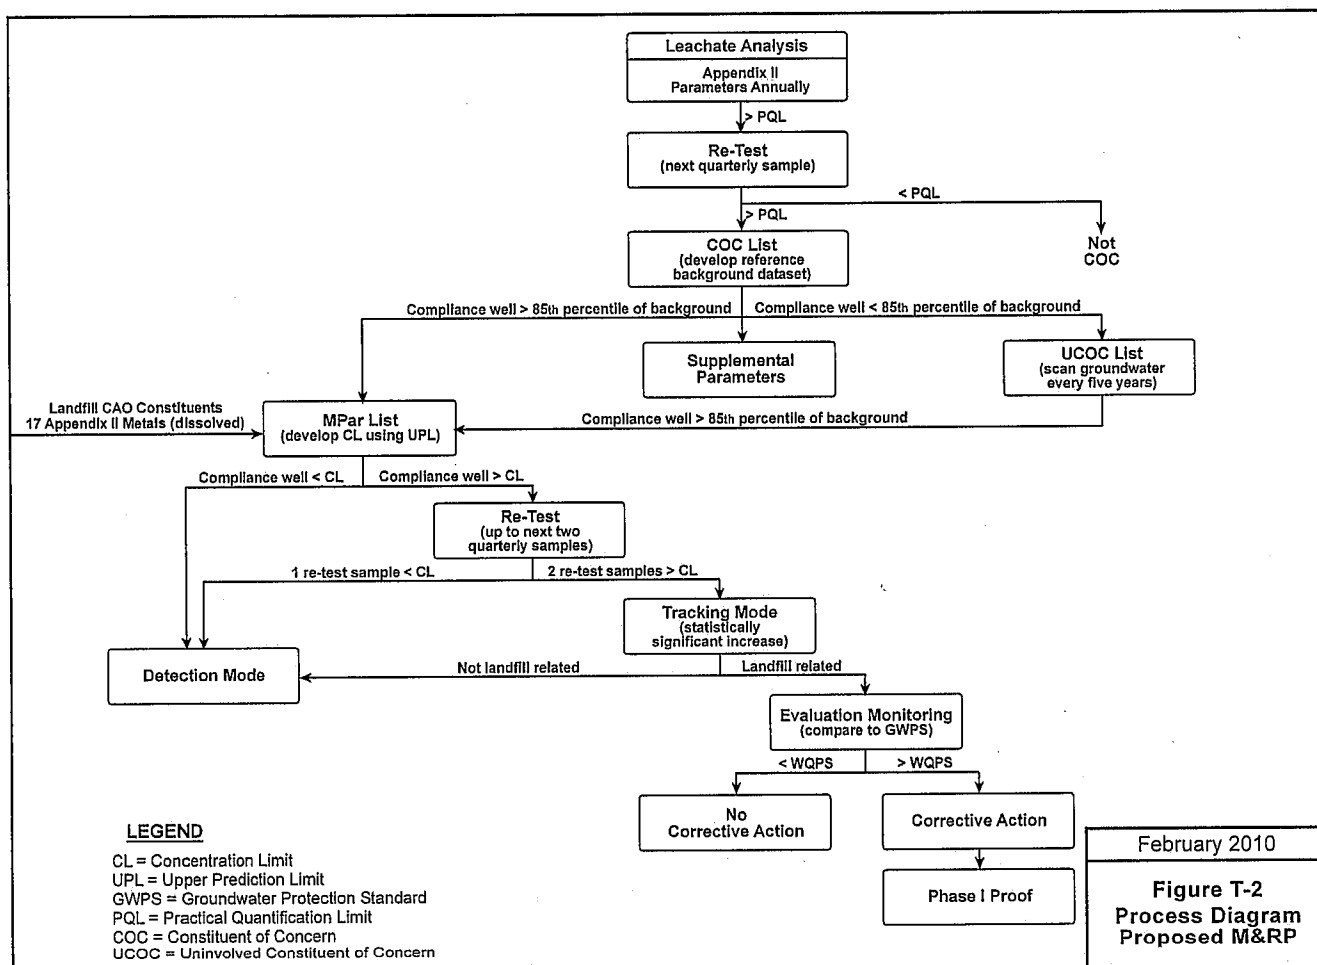 Leachate Analysis
Appendix II
Parameters Annually
> PQL
Re-Test
(next quarterly sample)
< PQL
> PQL
COC List
(develop reference
background dataset)
Not
COC
Compliance well > 85th percentile of background
Compliance well < 85th percentile of background
Supplemental
Parameters
UCOC List
(scan groundwater
every five years)
Landfill CAO Constituents
17 Appendix II Metals (dissolved)
MPar List
(develop CL using UPL)
Compliance well > 85th percentile of background
Compliance well < CL
Compliance well > CL
Re-Test
(up to next two
quarterly samples)
1 re-test sample < CL
2 re-test samples > CL
Tracking Mode
(statistically
significant increase)
Detection Mode
Not landfill related
Landfill related
Evaluation Monitoring
(compare to GWPS)
< WQPS
> WQPS
No
Corrective Action
Corrective Action
Phase I Proof
LEGEND
CL = Concentration Limit
UPL = Upper Prediction Limit
GWPS = Groundwater Protection Standard
PQL = Practical Quantification Limit
COC = Constituent of Concern
UCOC = Uninvolved Constituent of Concern
February 2010
Figure T-2
Process Diagram
Proposed M&RP